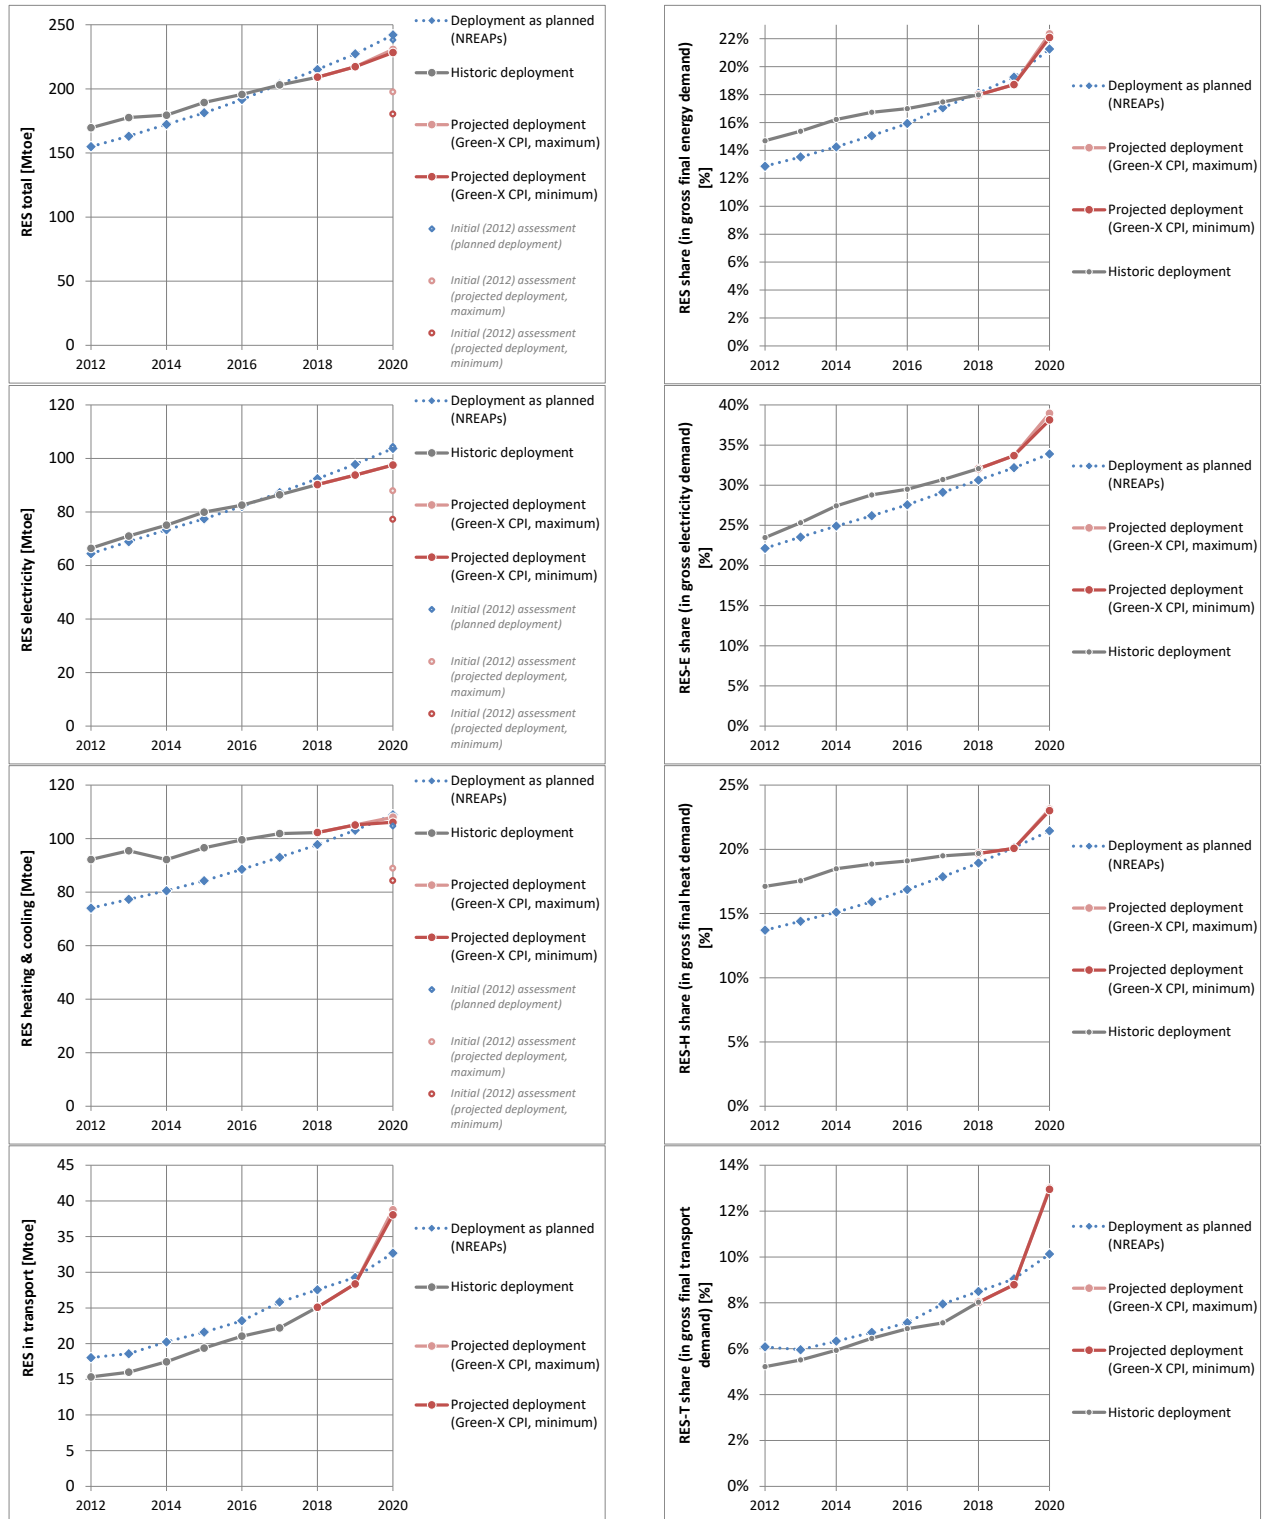 RES total [Mtoe]
250
200
150
100
50
0
2012
2014
2016
2018
2020
Deployment as planned
(NREAPs)
Historic deployment
Projected deployment
(Green-X CPI, maximum)
Projected deployment
(Green-X CPI, minimum)
Initial (2012) assessment
(planned deployment)
Initial (2012) assessment
(projected deployment,
maximum)
Initial (2012) assessment
(projected deployment,
minimum)
RES share (in gross final energy demand)
[%]
22%
20%
18%
16%
14%
12%
10%
8%
6%
4%
2%
0%
2012
2014
2016
2018
2020
Deployment as planned
(NREAPs)
Projected deployment
(Green-X CPI, maximum)
Projected deployment
(Green-X CPI, minimum)
Historic deployment
RES electricity [Mtoe]
120
100
80
60
40
20
0
2012
2014
2016
2018
2020
Deployment as planned
(NREAPs)
Historic deployment
Projected deployment
(Green-X CPI, maximum)
Projected deployment
(Green-X CPI, minimum)
Initial (2012) assessment
(planned deployment)
Initial (2012) assessment
(projected deployment,
maximum)
Initial (2012) assessment
(projected deployment,
minimum)
RES-E share (in gross electricity demand)
[%]
40%
35%
30%
25%
20%
15%
10%
5%
0%
2012
2014
2016
2018
2020
Deployment as planned
(NREAPs)
Projected deployment
(Green-X CPI, maximum)
Projected deployment
(Green-X CPI, minimum)
Historic deployment
RES heating & cooling [Mtoe]
120
100
80
60
40
20
0
2012
2014
2016
2018
2020
Deployment as planned
(NREAPs)
Historic deployment
Projected deployment
(Green-X CPI, maximum)
Projected deployment
(Green-X CPI, minimum)
Initial (2012) assessment
(planned deployment)
Initial (2012) assessment
(projected deployment,
maximum)
Initial (2012) assessment
(projected deployment,
minimum)
RES-H share (in gross final heat demand)
[%]
25%
20%
15%
10%
5%
0%
2012
2014
2016
2018
2020
Deployment as planned
(NREAPs)
Projected deployment
(Green-X CPI, maximum)
Projected deployment
(Green-X CPI, minimum)
Historic deployment
RES in transport [Mtoe]
45
40
35
30
25
20
15
10
5
0
2012
2014
2016
2018
2020
Deployment as planned
(NREAPs)
Historic deployment
Projected deployment
(Green-X CPI, maximum)
Projected deployment
(Green-X CPI, minimum)
RES-T share (in gross final transport
demand) [%]
14%
12%
10%
8%
6%
4%
2%
0%
2012
2014
2016
2018
2020
Deployment as planned
(NREAPs)
Projected deployment
(Green-X CPI, maximum)
Projected deployment
(Green-X CPI, minimum)
Historic deployment